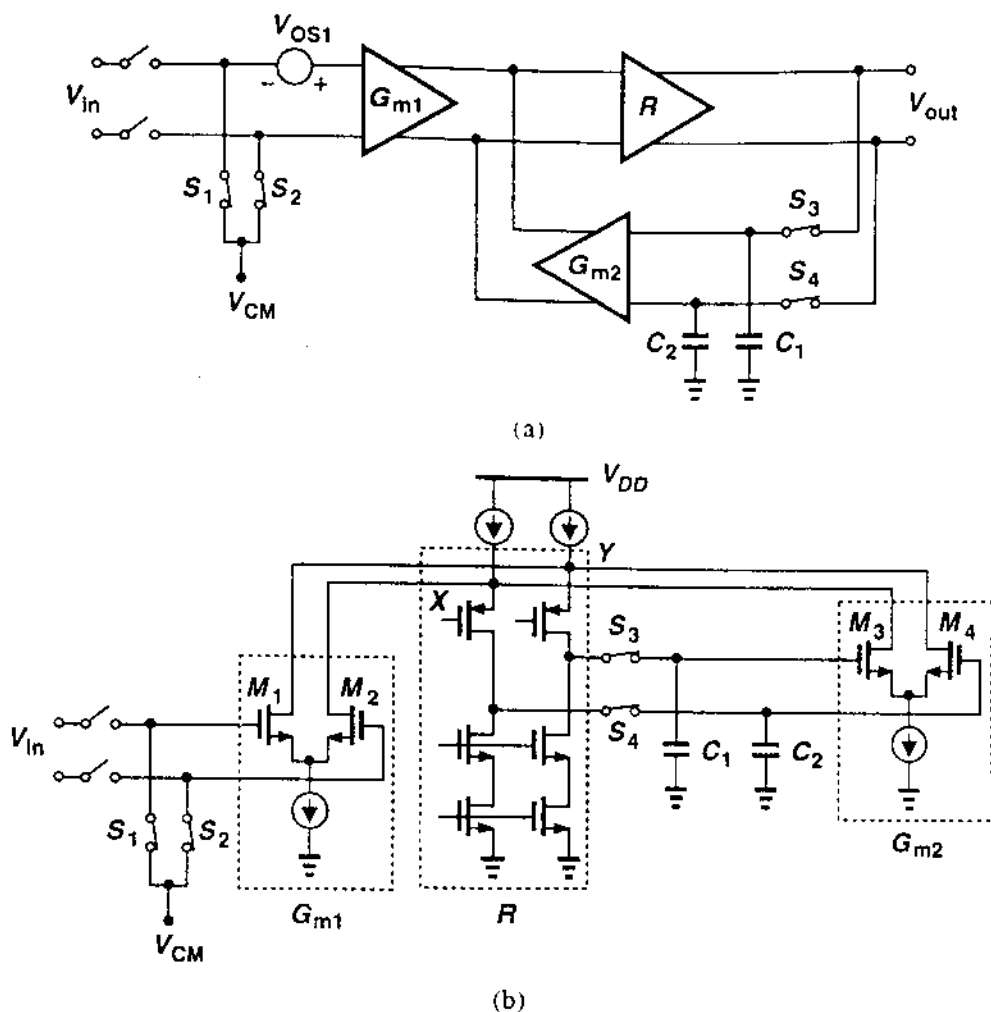 V_OS1
V_in
- +
G_m1
R
V_out
S_1
S_2
S_3
G_m2
S_4
V_CM
C_2
C_1
(a)
V_DD
Y
X
S_3
M_3
M_4
M_1
M_2
V_in
S_4
C_1
C_2
S_1
S_2
G_m2
G_m1
R
V_CM
(b)